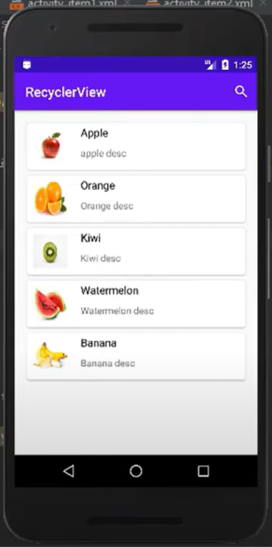 activity_item1.xml
activity_item2.xml
1:25
RecyclerView
Apple
apple desc
Orange
Orange desc
Kiwi
Kiwi desc
Watermelon
Watermelon desc
Banana
Banana desc